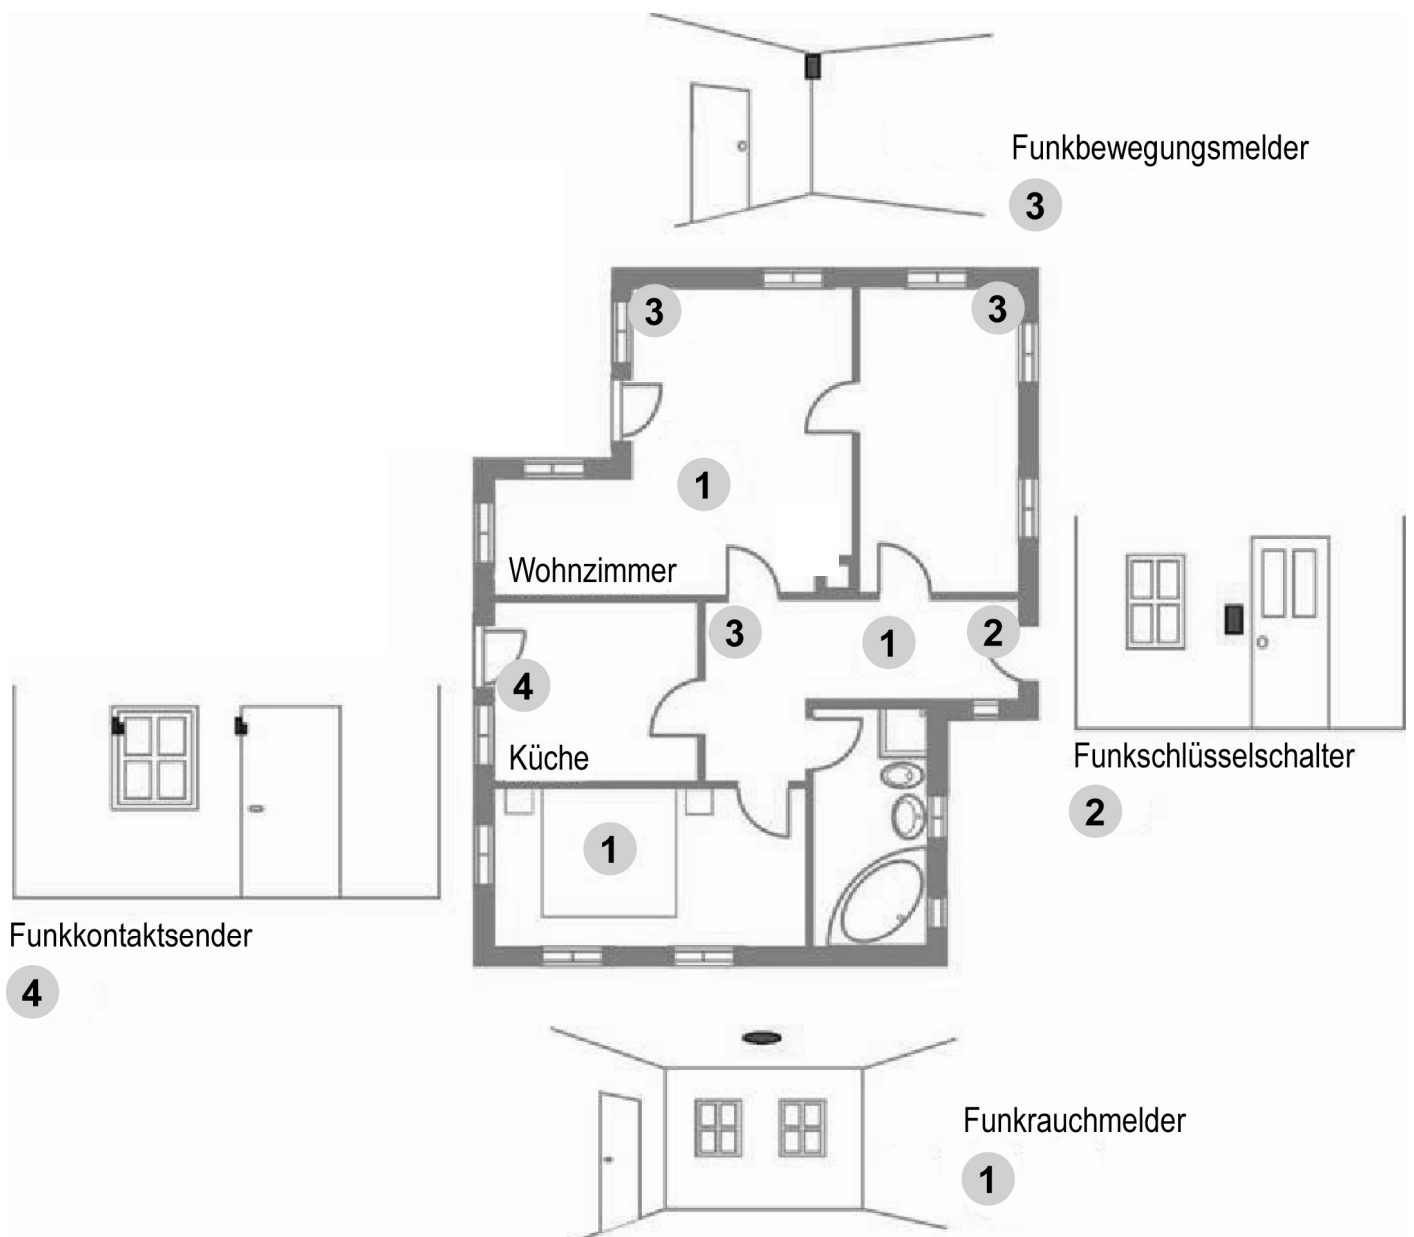 Funkbewegungsmelder
3
3
3
1
Wohnzimmer
3
1
2
4
Küche
Funkschlüsselschalter
2
1
Funkkontaktsender
4
Funkrauchmelder
1